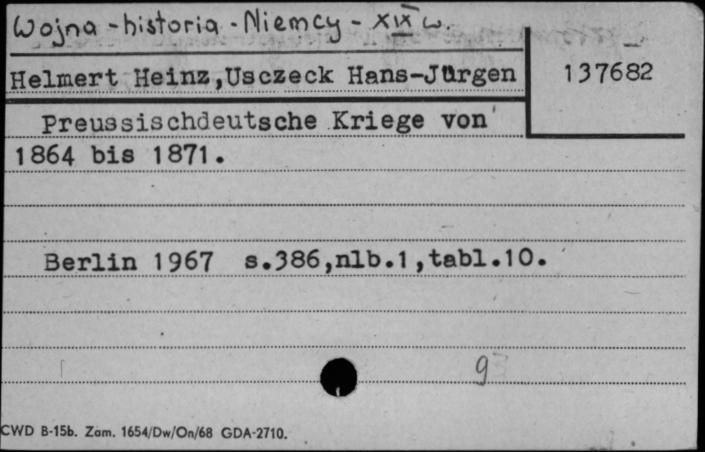 Wojna - historia - Niemcy - XIX w.
Helmert Heinz,Usczeck Hans-Jürgen
137682
Preussischdeutsche Kriege von
1864 bis 1871.
Berlin 1967 s.386,nlb.1,tabl.10.
9
CWD B-15b. Zam. 1654/Dw/On/68 GDA-2710.